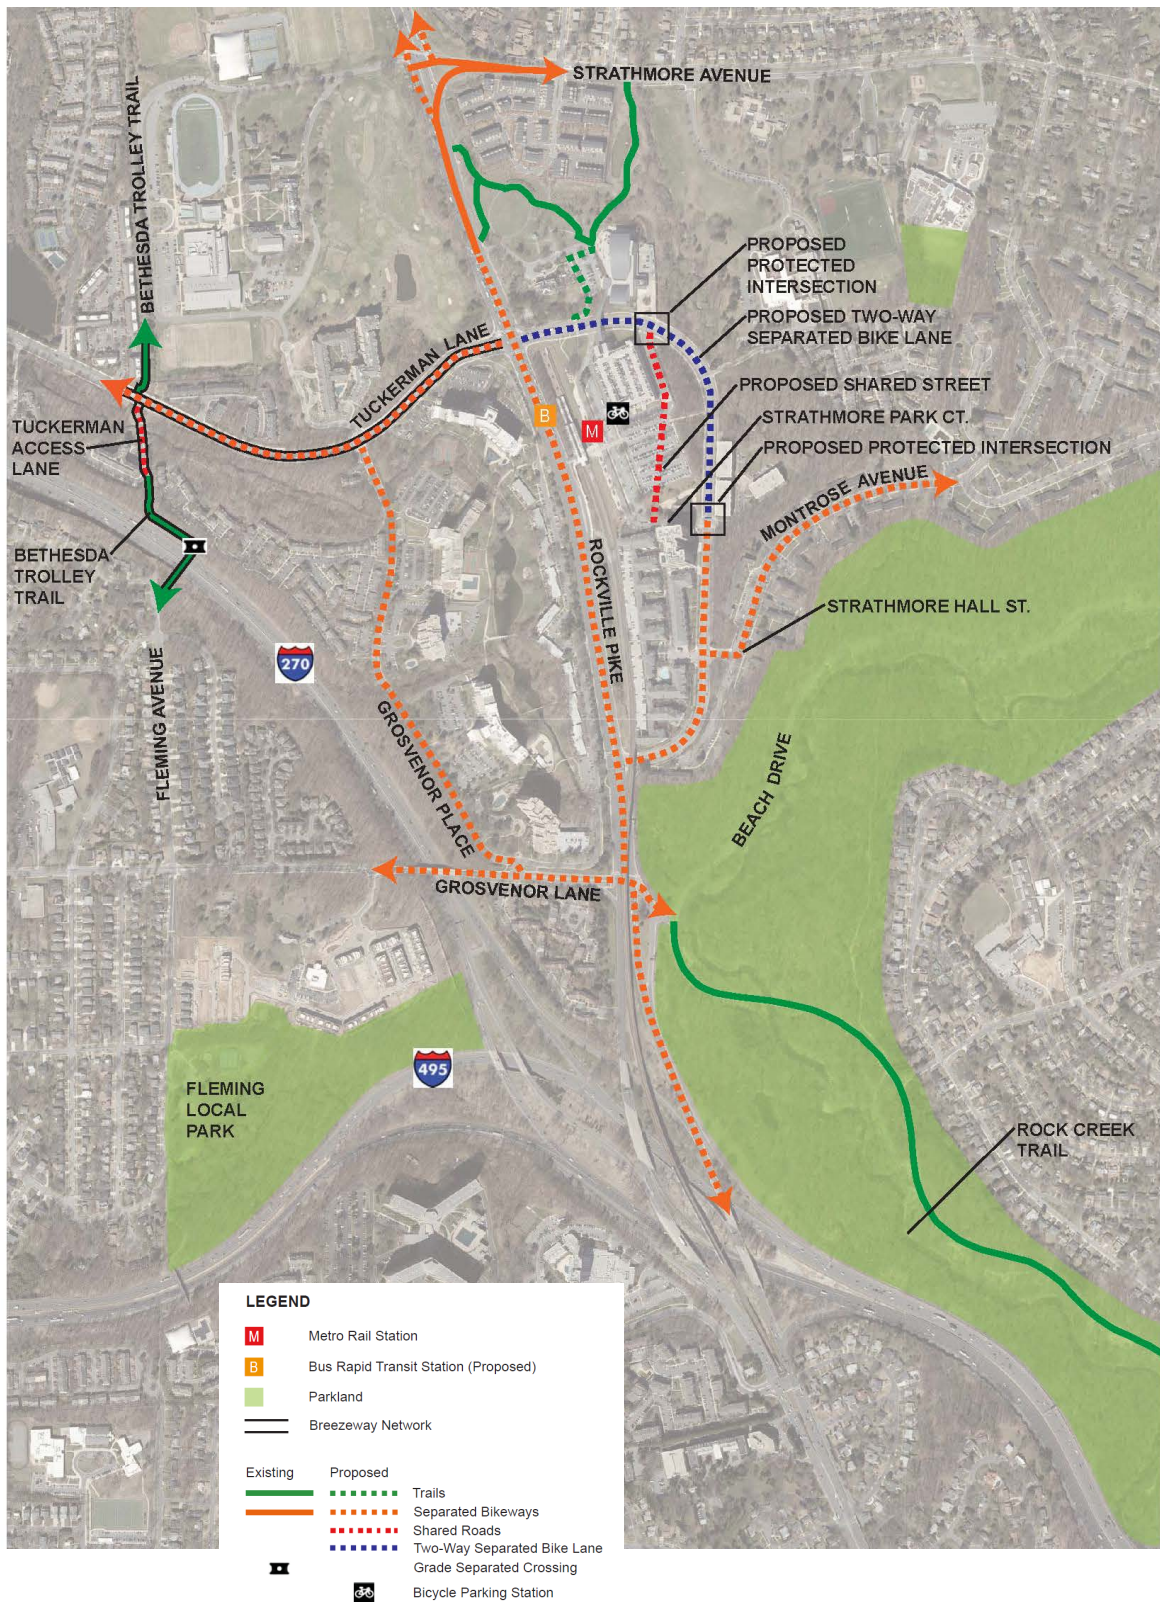 STRATHMORE AVENUE
BETHESDA TROLLEY TRAIL
PROPOSED
PROTECTED
INTERSECTION
PROPOSED TWO-WAY
SEPARATED BIKE LANE
TUCKERMAN LANE
PROPOSED SHARED STREET
STRATHMORE PARK CT.
PROPOSED PROTECTED INTERSECTION
B
M
TUCKERMAN
ACCESS
LANE
MONTROSE AVENUE
BETHESDA
TROLLEY
TRAIL
ROCKVILLE PIKE
STRATHMORE HALL ST.
270
FLEMING AVENUE
GROSVENOR PLACE
BEACH DRIVE
GROSVENOR LANE
495
FLEMING
LOCAL
PARK
ROCK CREEK
TRAIL
LEGEND
M Metro Rail Station
B Bus Rapid Transit Station (Proposed)
Parkland
Breezeway Network
Existing Proposed
Trails
Separated Bikeways
Shared Roads
Two-Way Separated Bike Lane
Grade Separated Crossing
Bicycle Parking Station